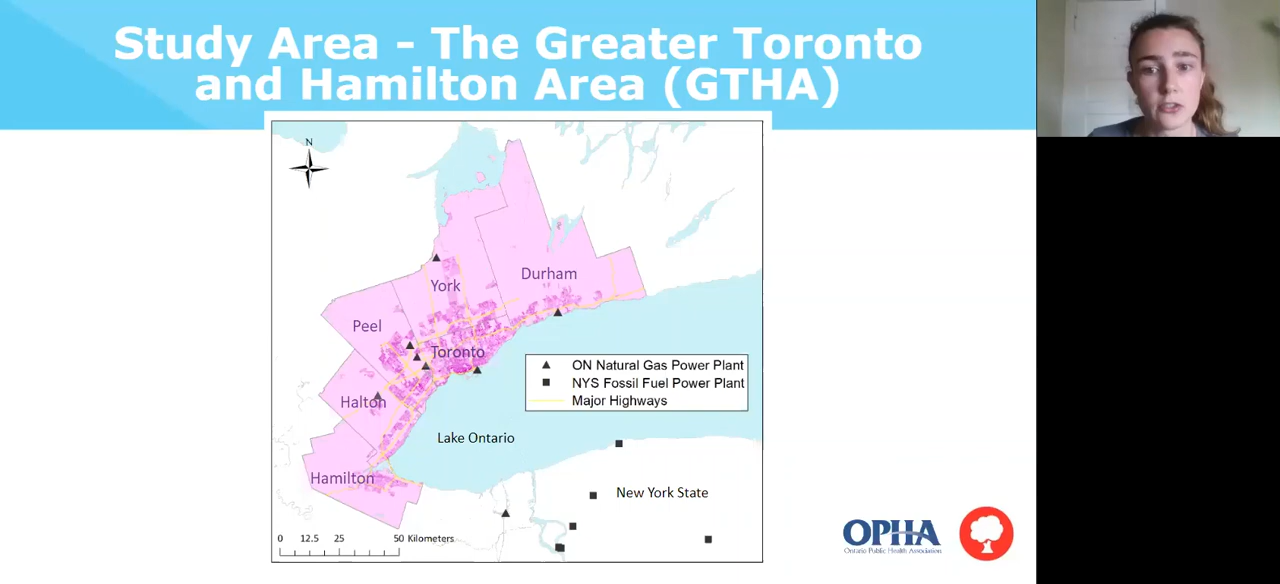 Study Area - The Greater Toronto
and Hamilton Area (GTHA)
N
York
Durham
Peel
Toronto
ON Natural Gas Power Plant
NYS Fossil Fuel Power Plant
Major Highways
Halton
Lake Ontario
Hamilton
New York State
0 12.5 25 50 Kilometers
OPHA
Ontario Public Health Association